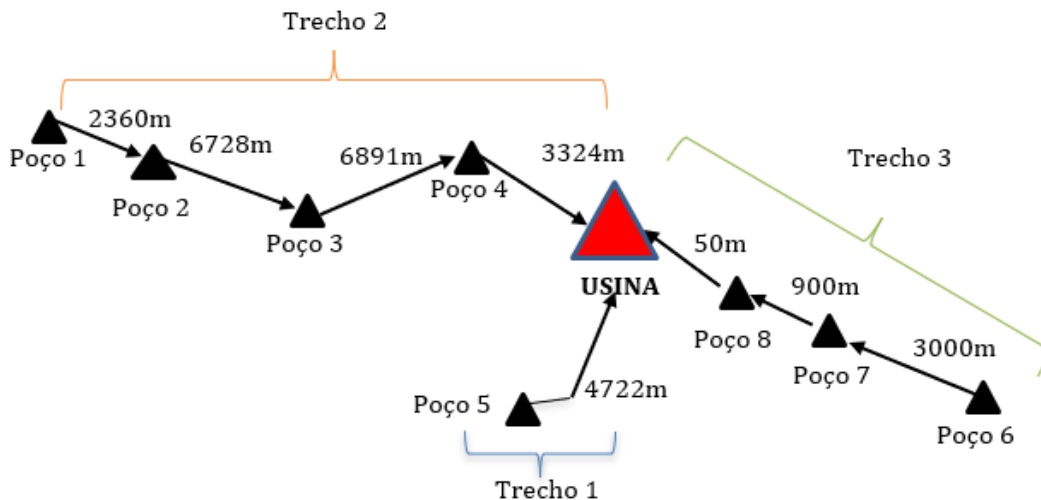 Trecho 2
2360m
6728m
6891m
3324m
Poço 1
Poço 2
Poço 3
Poço 4
Trecho 3
50m
900m
3000m
USINA
Poço 8
Poço 7
Poço 6
Poço 5
4722m
Trecho 1